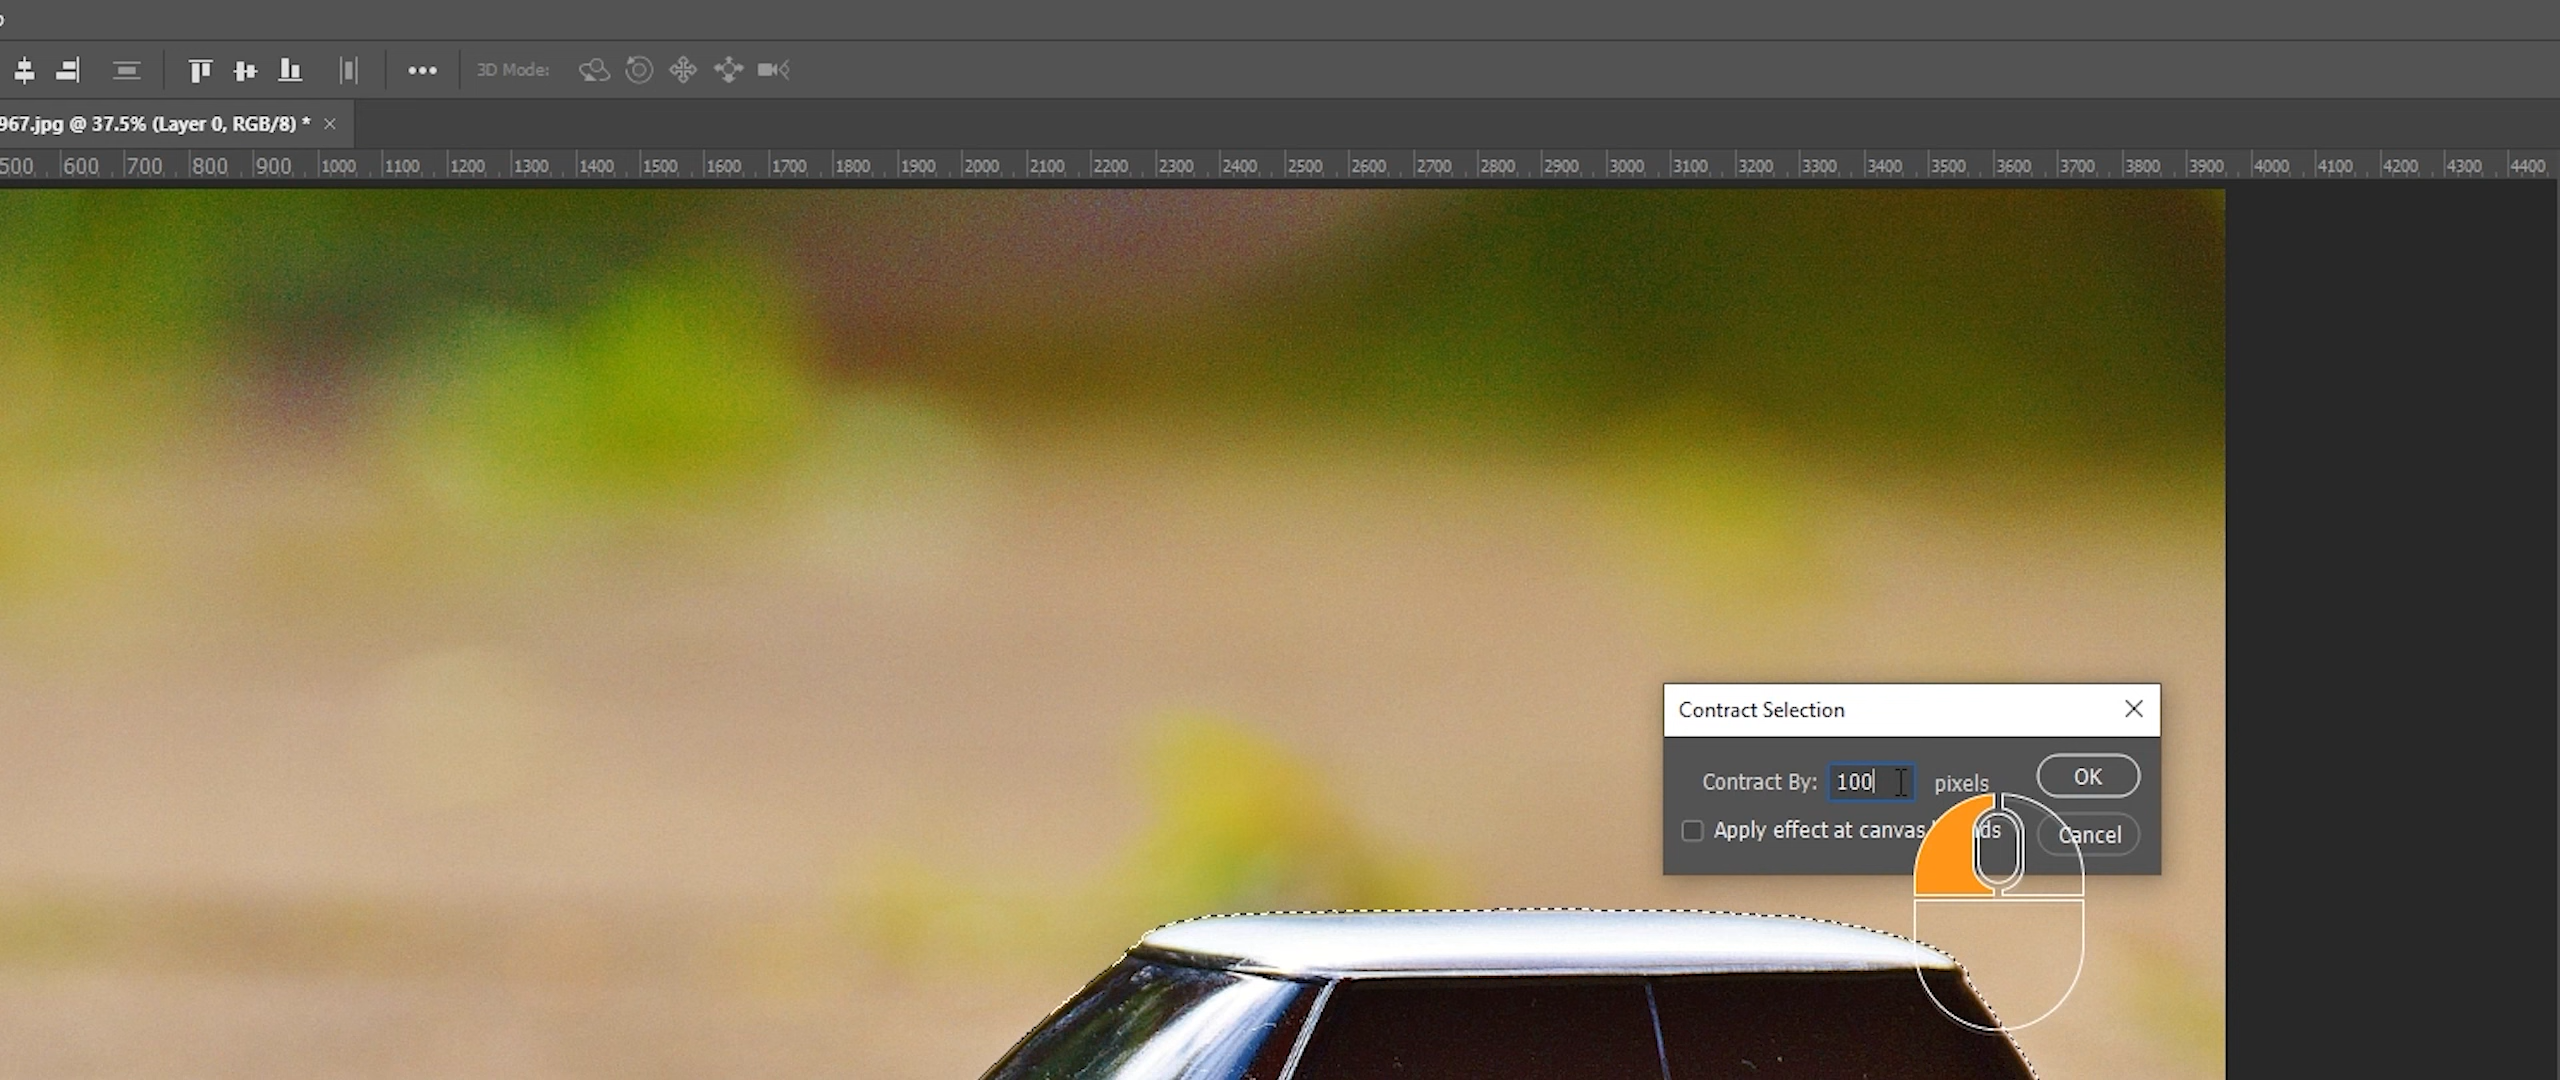 3D Mode:
967.jpg @ 37.5% (Layer 0, RGB/8) * ×
500 600 700 800 900 1000 1100 1200 1300 1400 1500 1600 1700 1800 1900 2000 2100 2200 2300 2400 2500 2600 2700 2800 2900 3000 3100 3200 3300 3400 3500 3600 3700 3800 3900 4000 4100 4200 4300 4400
Contract Selection
Contract By: 100 pixels OK
Apply effect at canvas Cancel